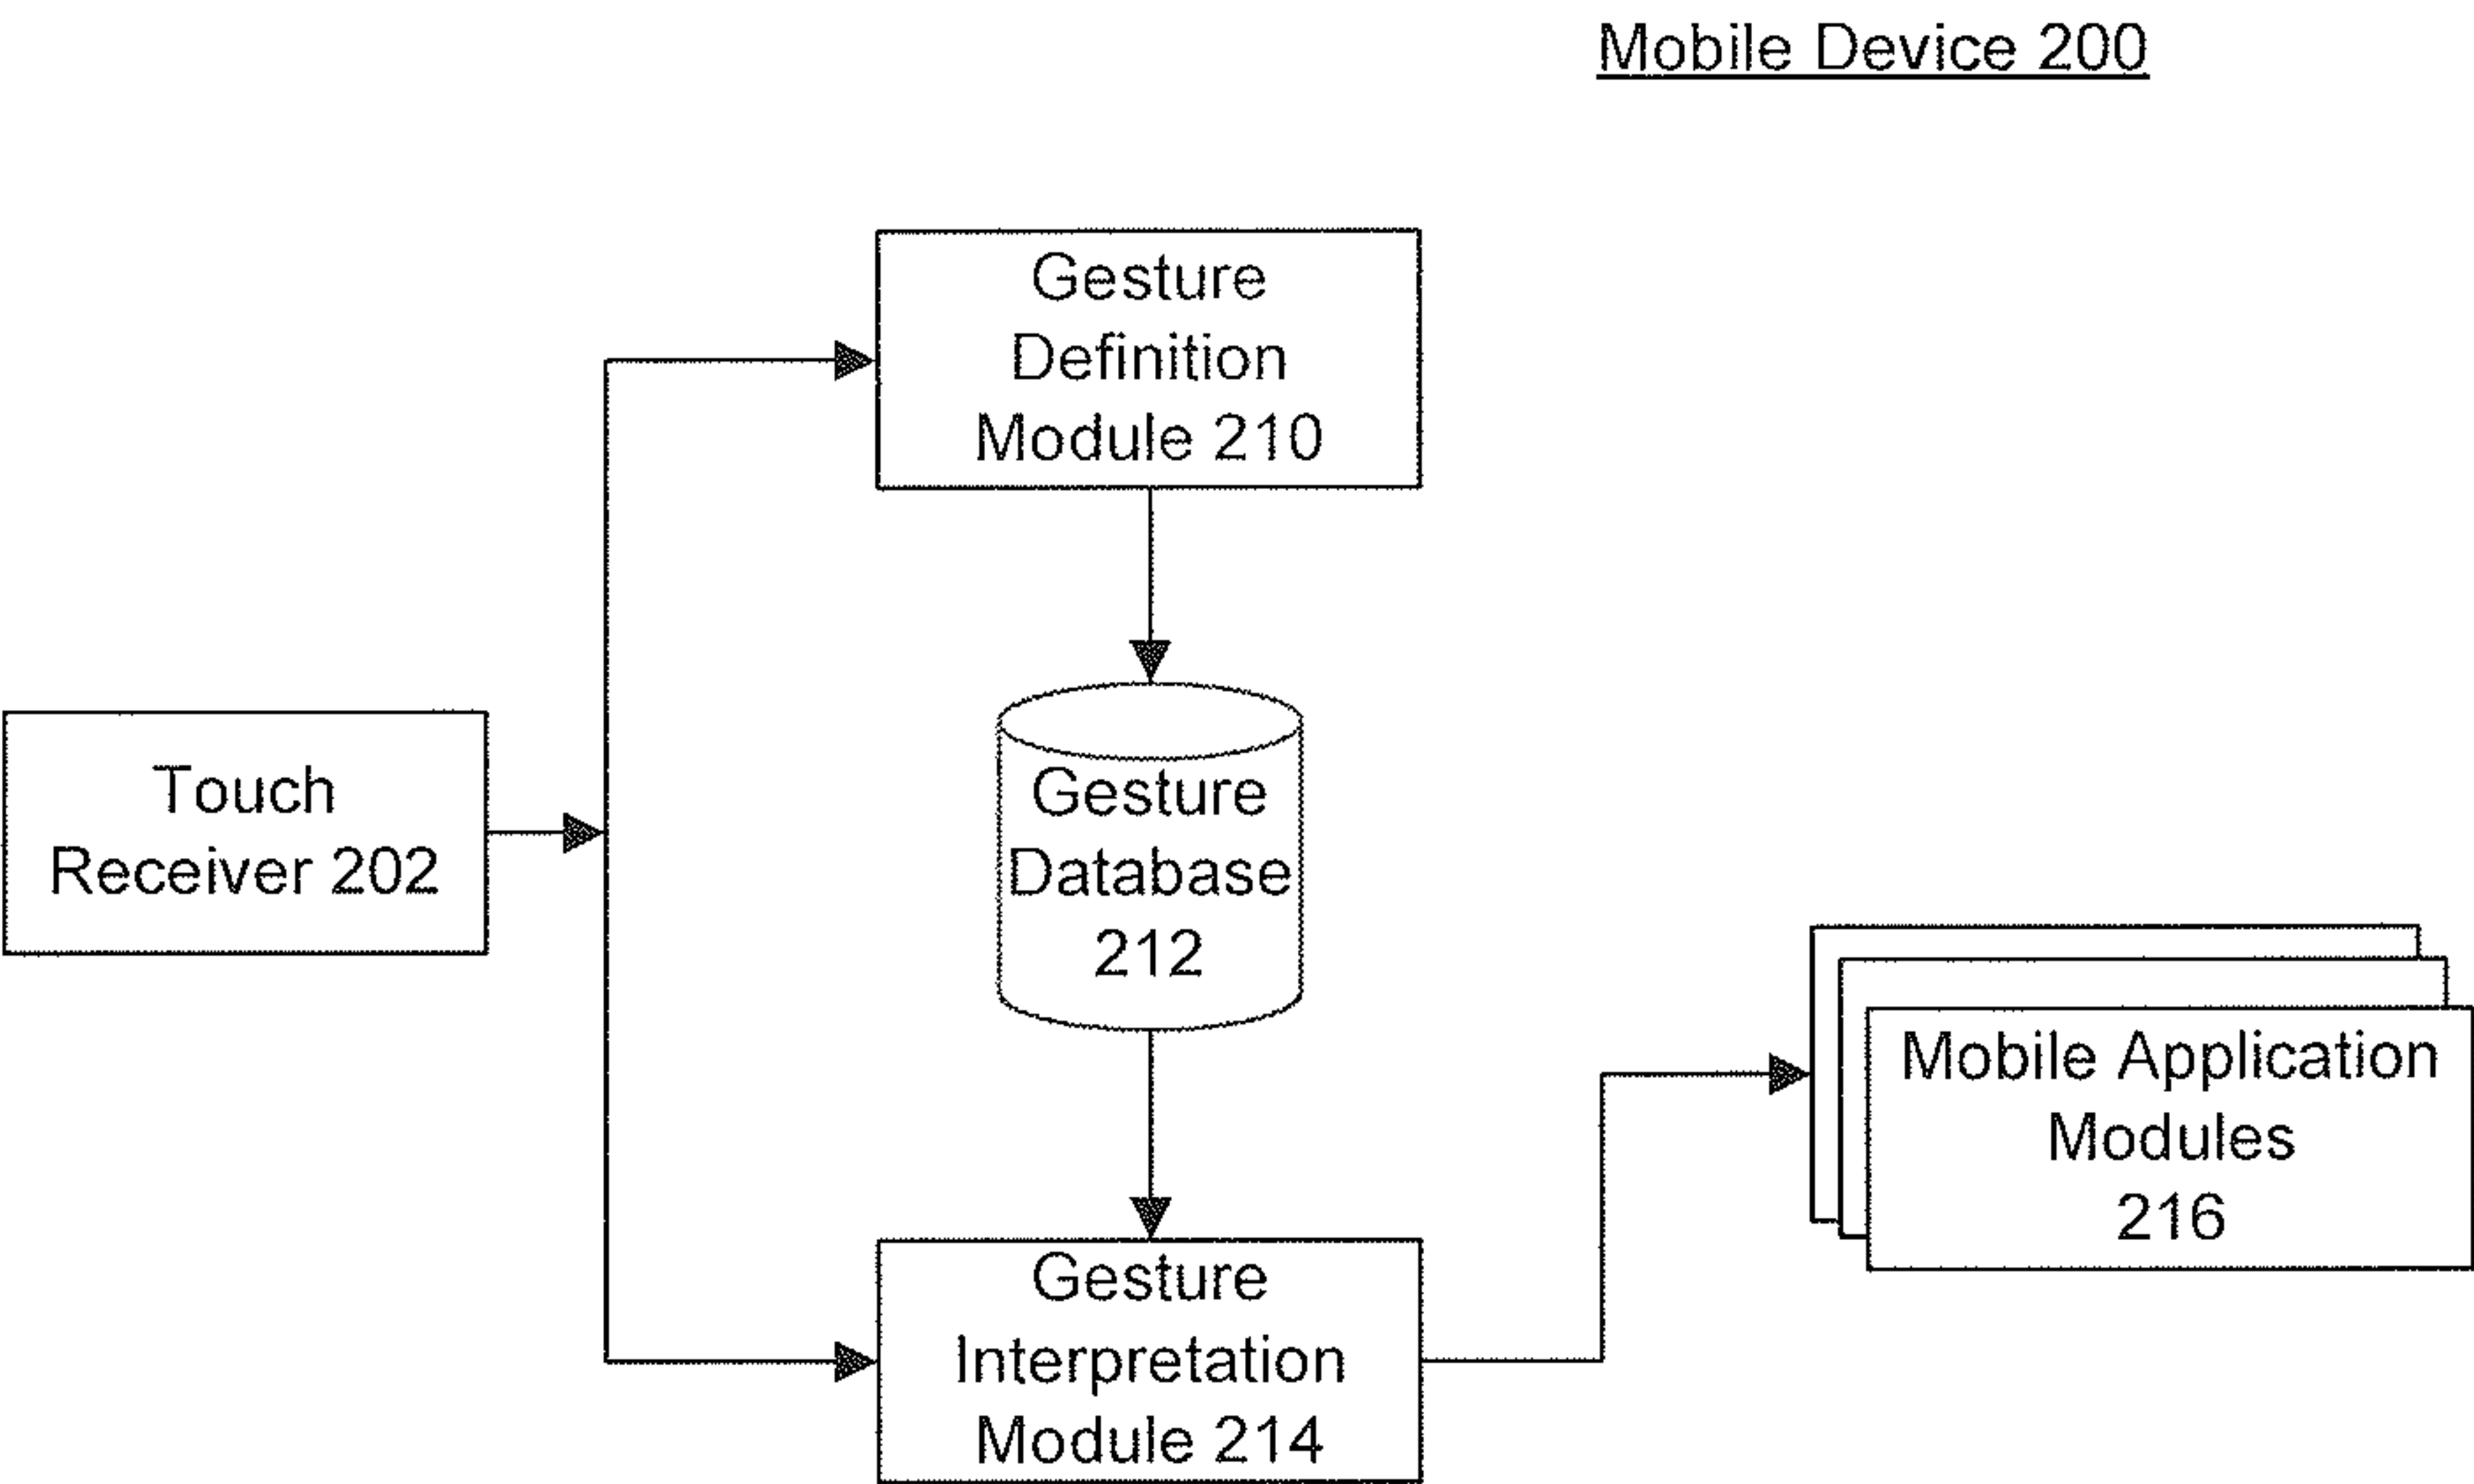 Mobile Device 200
Gesture
Definition
Module 210
Touch
Receiver 202
Gesture
Database
212
Mobile Application
Modules
216
Gesture
Interpretation
Module 214